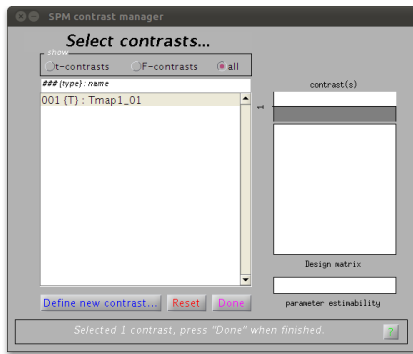 SPM contrast manager
Select contrasts...
show
t-contrasts F-contrasts all
### {type} : name
001 {T} : Tmap1_01
contrast(s)
1
Design matrix
parameter estimability
Define new contrast... Reset Done
Selected 1 contrast, press "Done" when finished.
?